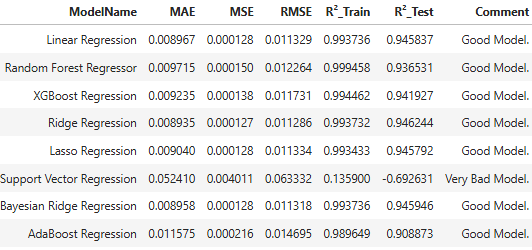 ModelName MAE MSE RMSE R²_Train R²_Test Comment
Linear Regression 0.008967 0.000128 0.011329 0.993736 0.945837 Good Model.
Random Forest Regressor 0.009715 0.000150 0.012264 0.999458 0.936531 Good Model.
XGBoost Regression 0.009235 0.000138 0.011731 0.994462 0.941927 Good Model.
Ridge Regression 0.008935 0.000127 0.011286 0.993732 0.946244 Good Model.
Lasso Regression 0.009040 0.000128 0.011334 0.993433 0.945792 Good Model.
Support Vector Regression 0.052410 0.004011 0.063332 0.135900 -0.692631 Very Bad Model.
Bayesian Ridge Regression 0.008958 0.000128 0.011318 0.993736 0.945946 Good Model.
AdaBoost Regression 0.011575 0.000216 0.014695 0.989649 0.908873 Good Model.